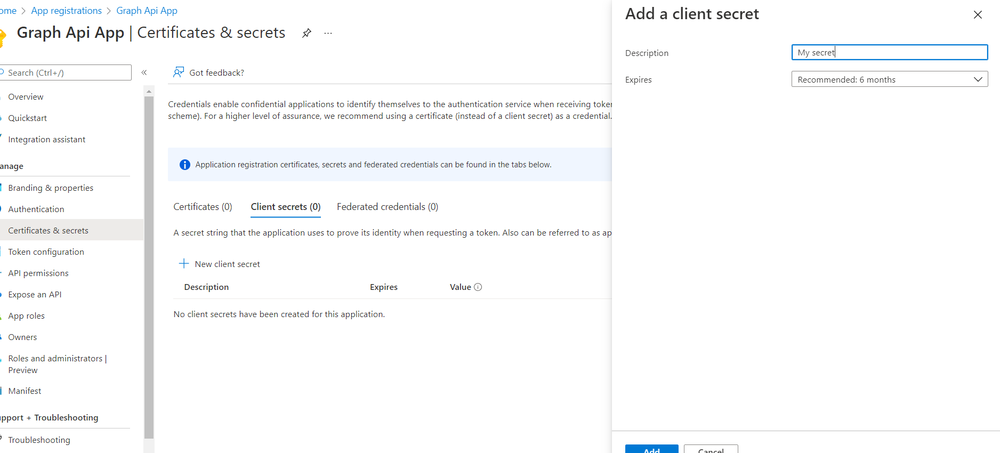 ome > App registrations > Graph Api App
Graph Api App | Certificates & secrets
...
Search (Ctrl+/)
«
Overview
Quickstart
Integration assistant
anage
Branding & properties
Authentication
Certificates & secrets
Token configuration
API permissions
Expose an API
App roles
Owners
Roles and administrators |
Preview
Manifest
pport + Troubleshooting
Troubleshooting
Got feedback?
Credentials enable confidential applications to identify themselves to the authentication service when receiving toke
scheme). For a higher level of assurance, we recommend using a certificate (instead of a client secret) as a credential.
Application registration certificates, secrets and federated credentials can be found in the tabs below.
Certificates (0) Client secrets (0) Federated credentials (0)
A secret string that the application uses to prove its identity when requesting a token. Also can be referred to as ap
New client secret
Description Expires Value
No client secrets have been created for this application.
Add a client secret
Description My secret
Expires Recommended: 6 months
Add Cancel